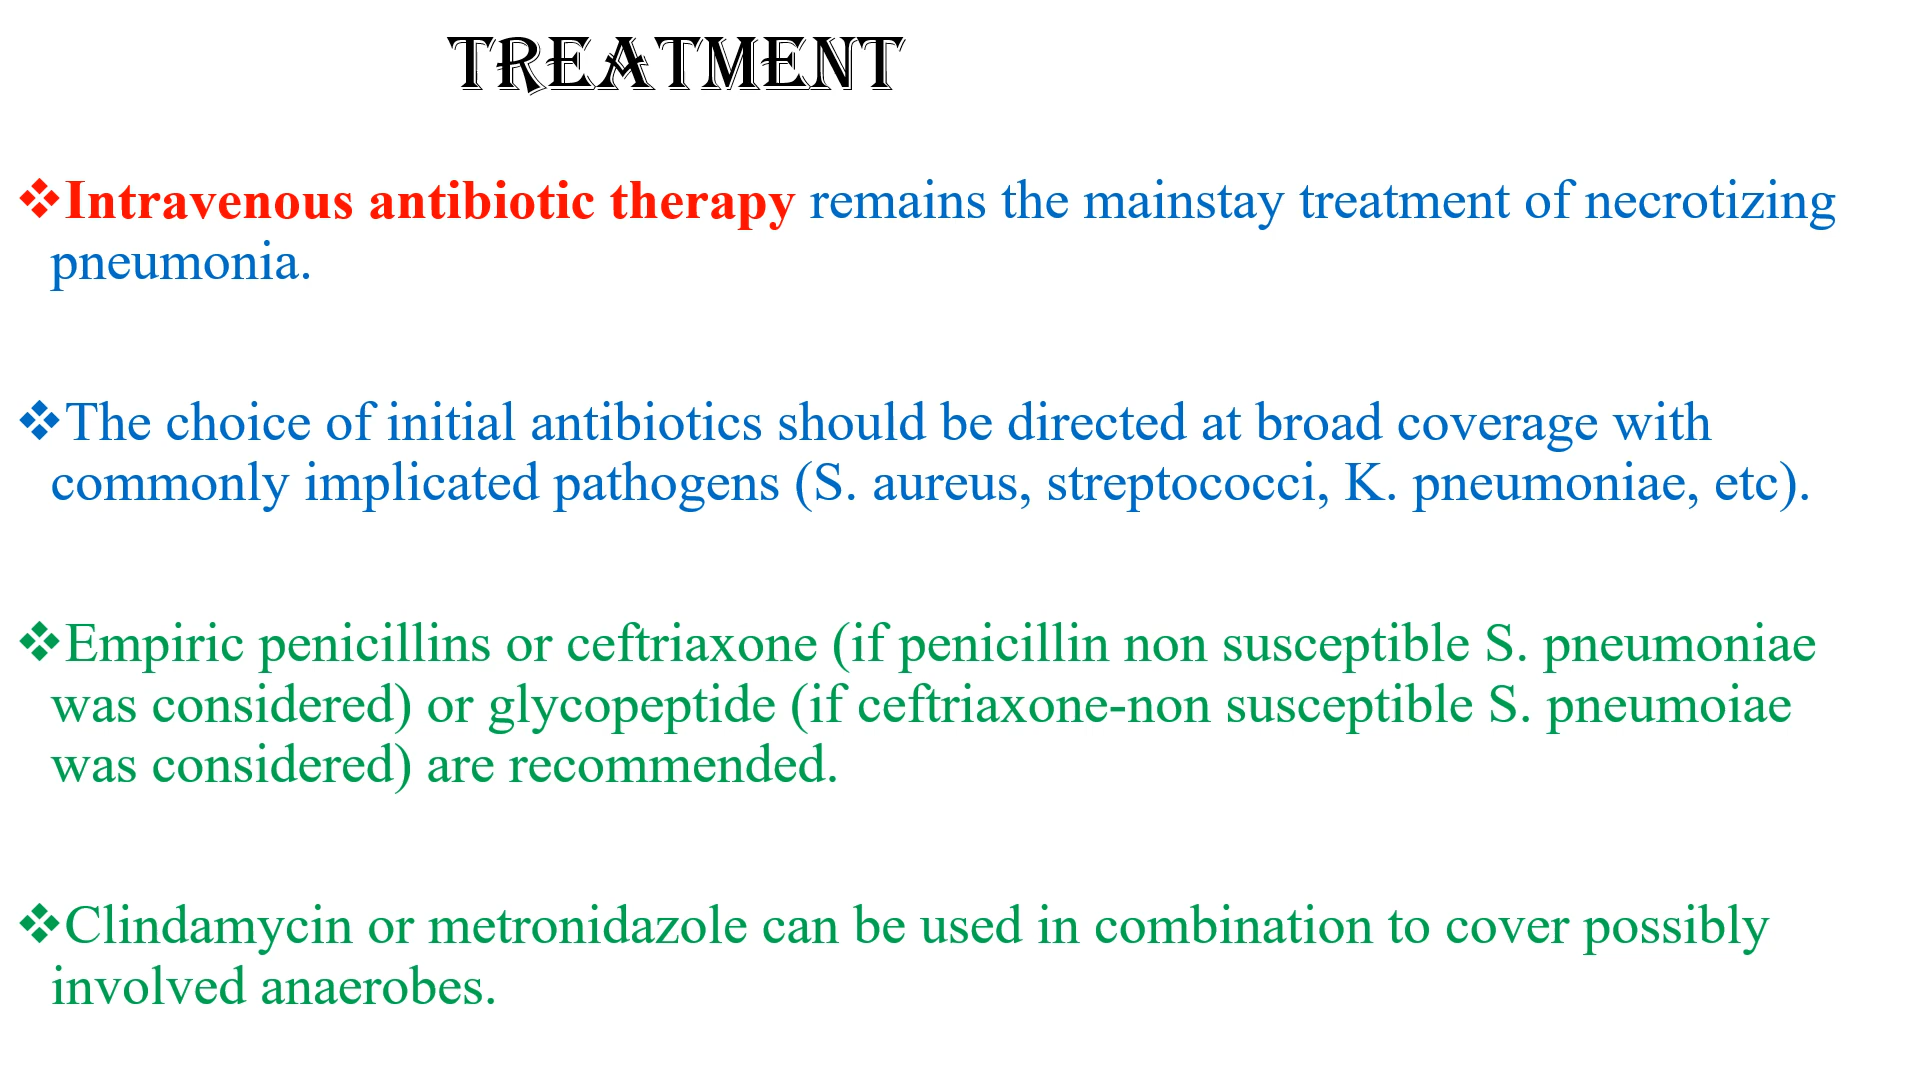 TREATMENT
❖Intravenous antibiotic therapy remains the mainstay treatment of necrotizing
pneumonia.
❖The choice of initial antibiotics should be directed at broad coverage with
commonly implicated pathogens (S. aureus, streptococci, K. pneumoniae, etc).
❖Empiric penicillins or ceftriaxone (if penicillin non susceptible S. pneumoniae
was considered) or glycopeptide (if ceftriaxone-non susceptible S. pneumoiae
was considered) are recommended.
❖Clindamycin or metronidazole can be used in combination to cover possibly
involved anaerobes.